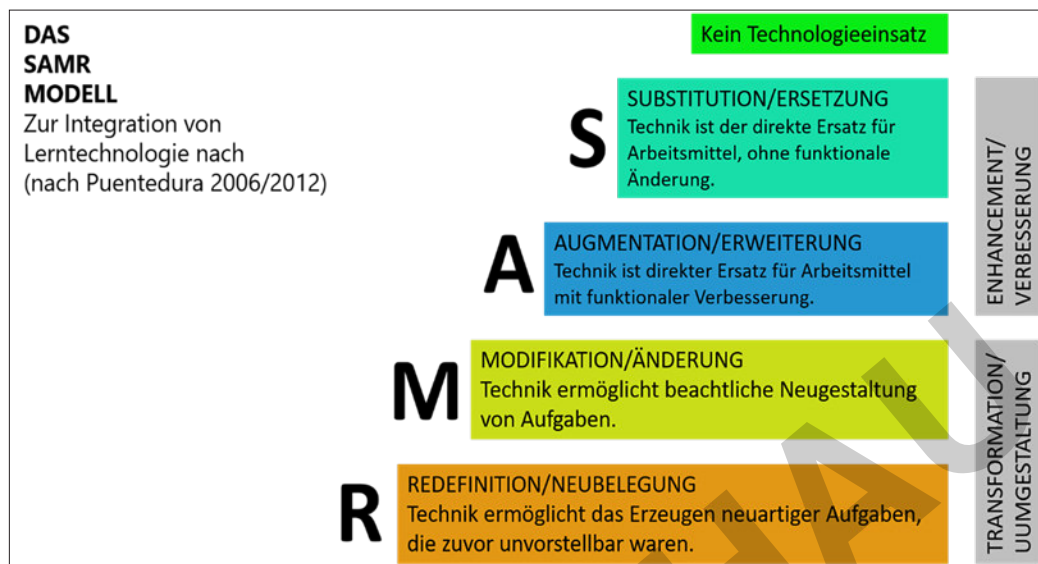 DAS
SAMR
MODELL
Zur Integration von
Lerntechnologie nach
(nach Puentedura 2006/2012)
Kein Technologieeinsatz
S
SUBSTITUTION/ERSETZUNG
Technik ist der direkte Ersatz für
Arbeitsmittel, ohne funktionale
Änderung.
A
AUGMENTATION/ERWEITERUNG
Technik ist direkter Ersatz für Arbeitsmittel
mit funktionaler Verbesserung.
ENHANCEMENT/
VERBESSERUNG
M
MODIFIKATION/ÄNDERUNG
Technik ermöglicht beachtliche Neugestaltung
von Aufgaben.
R
REDEFINITION/NEUBELEGUNG
Technik ermöglicht das Erzeugen neuartiger Aufgaben,
die zuvor unvorstellbar waren.
TRANSFORMATION/
UUMGESTALTUNG
HAU